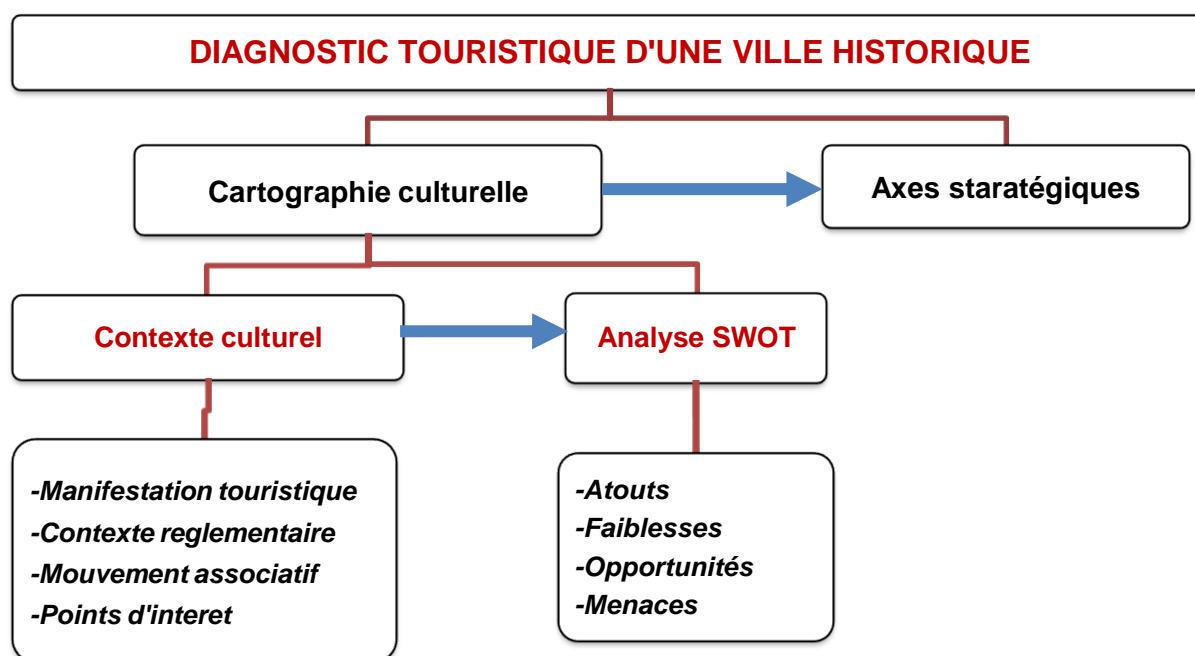 DIAGNOSTIC TOURISTIQUE D'UNE VILLE HISTORIQUE
Cartographie culturelle
Axes staratégiques
Contexte culturel
Analyse SWOT
-Manifestation touristique
-Contexte reglementaire
-Mouvement associatif
-Points d'interet
-Atouts
-Faiblesses
-Opportunités
-Menaces